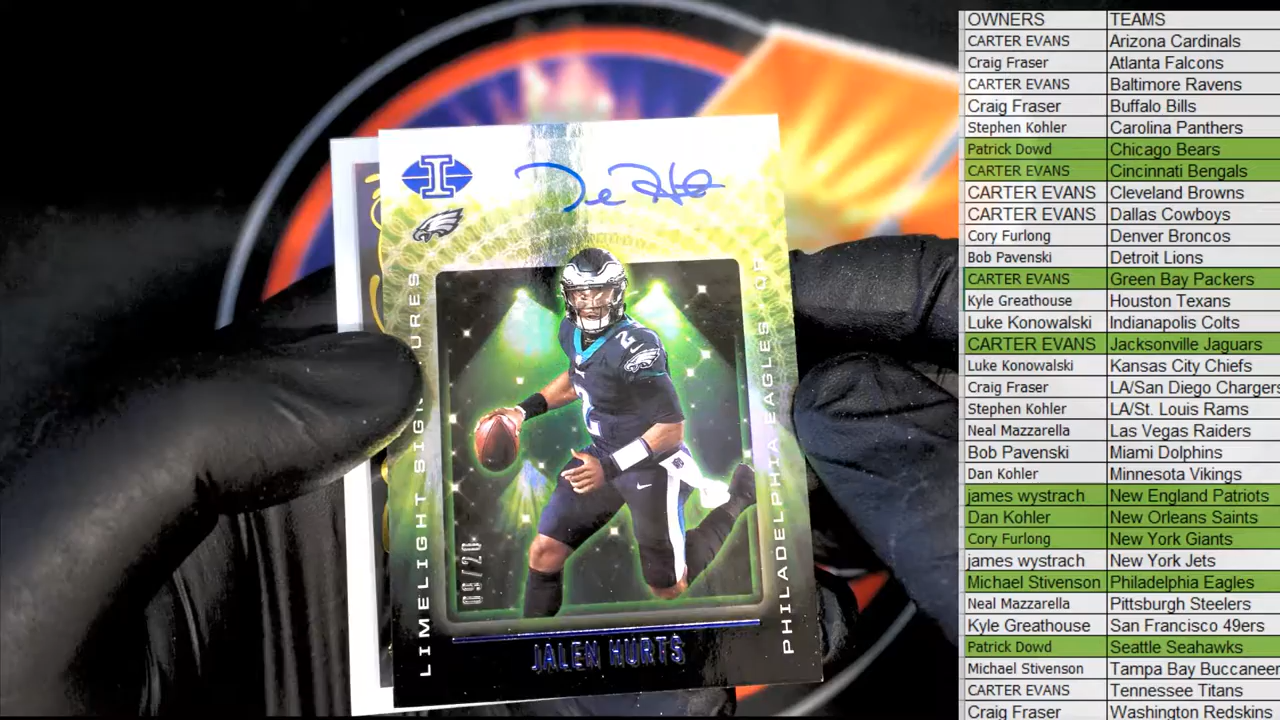 I
LIMELIGHT SIG URES
PHILADELPHIA EAGLES
2
2
09/20
JALEN HURTS
OWNERS TEAMS
CARTER EVANS Arizona Cardinals
Craig Fraser Atlanta Falcons
CARTER EVANS Baltimore Ravens
Craig Fraser Buffalo Bills
Stephen Kohler Carolina Panthers
Patrick Dowd Chicago Bears
CARTER EVANS Cincinnati Bengals
CARTER EVANS Cleveland Browns
CARTER EVANS Dallas Cowboys
Cory Furlong Denver Broncos
Bob Pavenski Detroit Lions
CARTER EVANS Green Bay Packers
Kyle Greathouse Houston Texans
Luke Konowalski Indianapolis Colts
CARTER EVANS Jacksonville Jaguars
Luke Konowalski Kansas City Chiefs
Craig Fraser LA/San Diego Chargers
Stephen Kohler LA/St. Louis Rams
Neal Mazzarella Las Vegas Raiders
Bob Pavenski Miami Dolphins
Dan Kohler Minnesota Vikings
james wystrach New England Patriots
Dan Kohler New Orleans Saints
Cory Furlong New York Giants
james wystrach New York Jets
Michael Stivenson Philadelphia Eagles
Neal Mazzarella Pittsburgh Steelers
Kyle Greathouse San Francisco 49ers
Patrick Dowd Seattle Seahawks
Michael Stivenson Tampa Bay Buccaneer
CARTER EVANS Tennessee Titans
Craig Fraser Washington Redskins